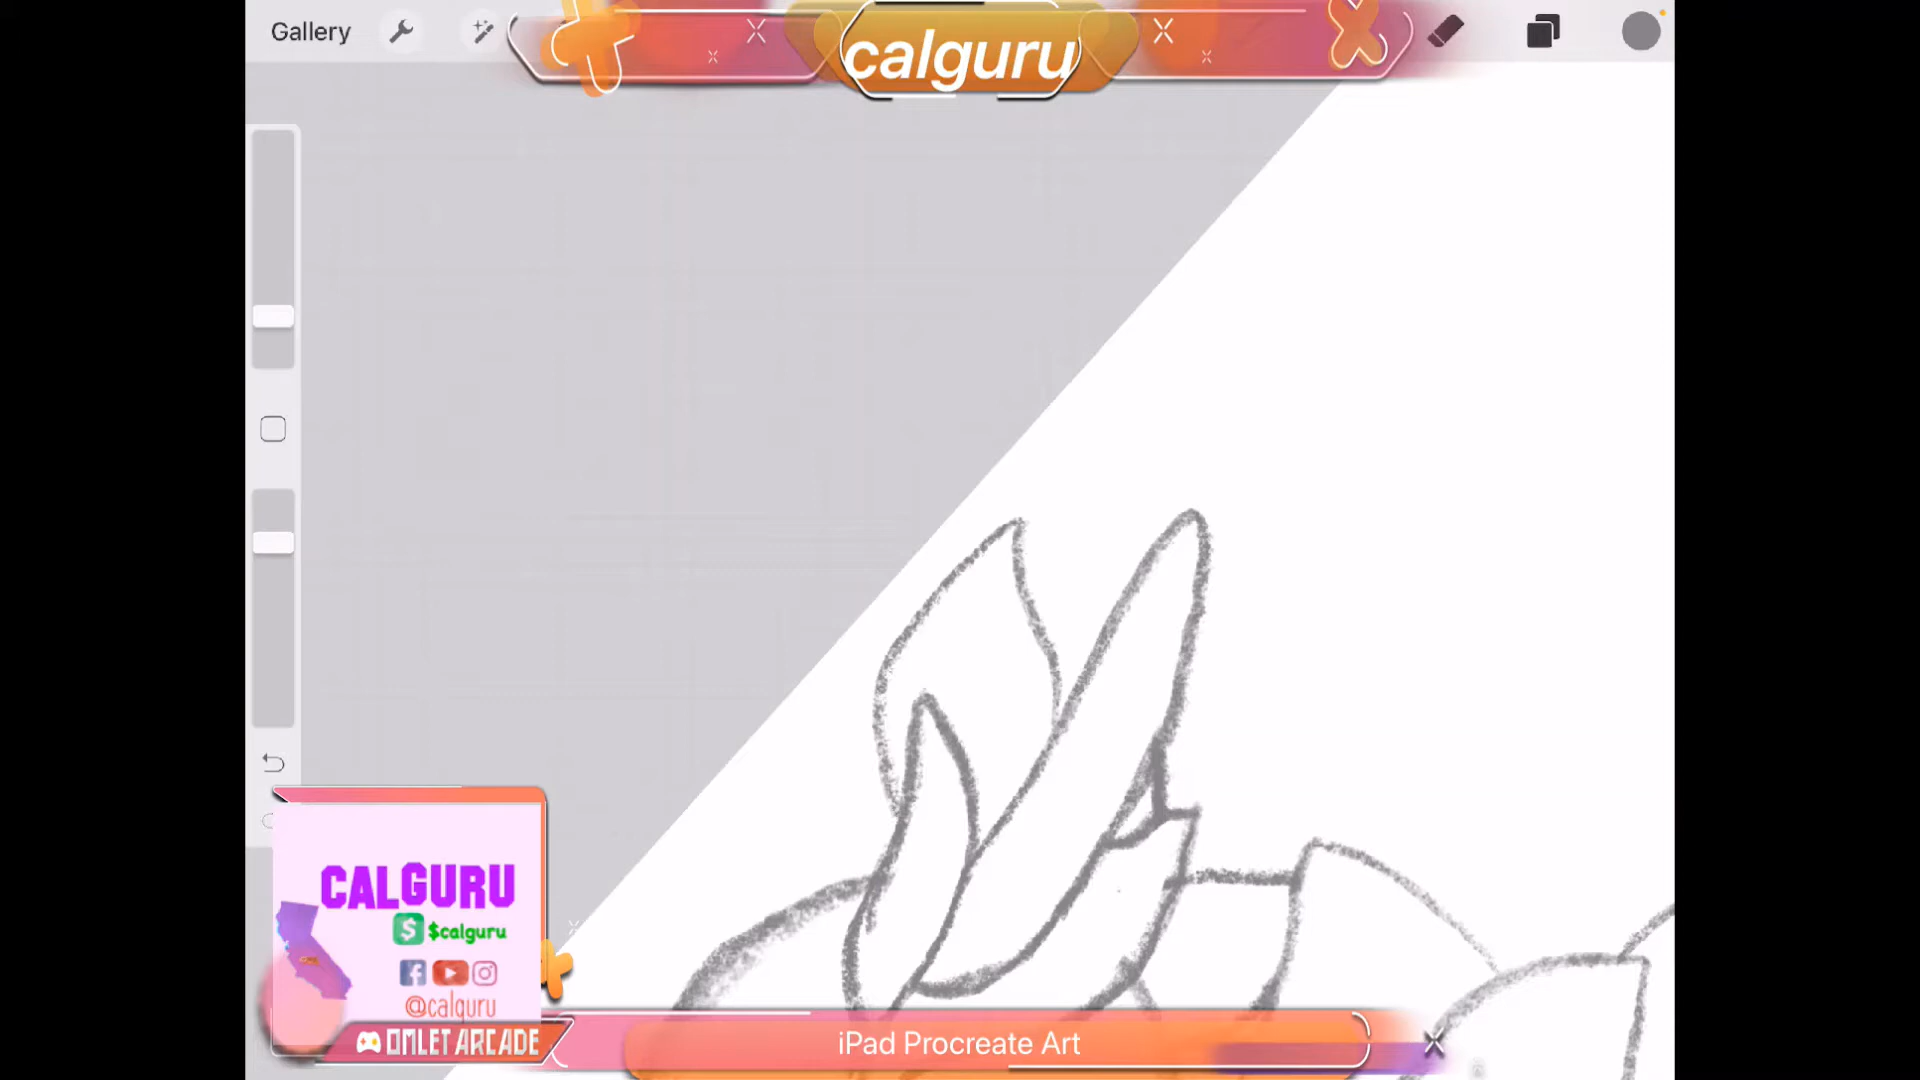 Gallery
calguru
CALGURU
$ $calguru
@calguru
OMLET ARCADE
iPad Procreate Art